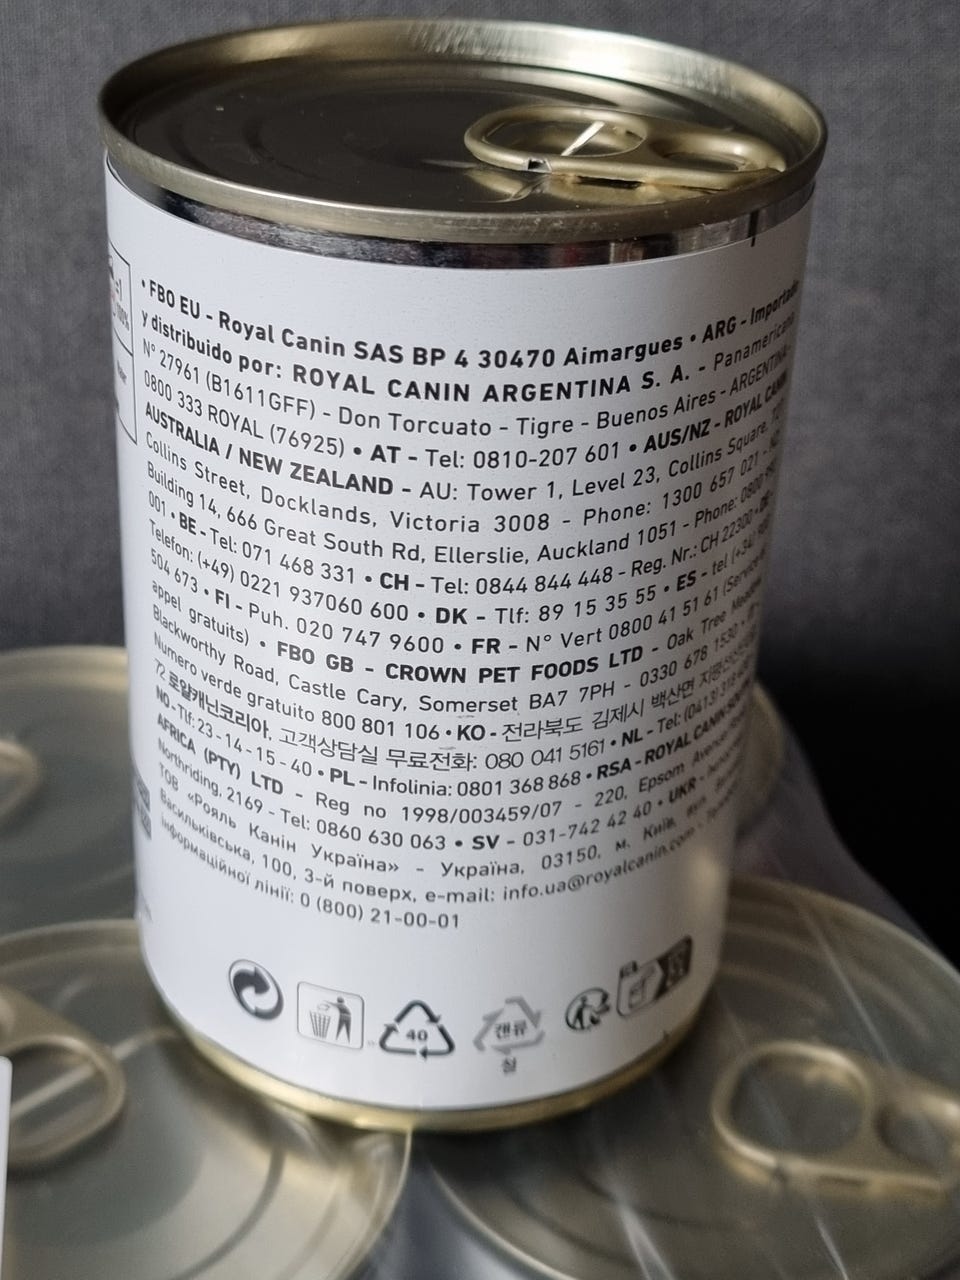 • FBO EU - Royal Canin SAS BP 4 30470 Aimargues • ARG - Importado
y distribuido por: ROYAL CANIN ARGENTINA S. A. - Panamericana
N° 27961 (B1611GFF) - Don Torcuato - Tigre - Buenos Aires - ARGENTINA
0800 333 ROYAL (76925) • AT - Tel: 0810-207 601 • AUS/NZ - ROYAL CANIN
AUSTRALIA / NEW ZEALAND - AU: Tower 1, Level 23, Collins Square,
Collins Street, Docklands, Victoria 3008 - Phone: 1300 657 021 -
Building 14, 666 Great South Rd, Ellerslie, Auckland 1051 - Phone: 0800
001 • BE - Tel: 071 468 331 • CH - Tel: 0844 844 448 - Reg. Nr.: CH 22300 •
Telefon: (+49) 0221 937060 600 • DK - Tlf: 89 15 35 55 • ES - tel (+34)
504 673 • FI - Puh. 020 747 9600 • FR - N° Vert 0800 41 51 61 (Service
appel gratuits) • FBO GB - CROWN PET FOODS LTD - Oak Tree
Blackworthy Road, Castle Cary, Somerset BA7 7PH - 0330 678 1530
Numero verde gratuito 800 801 106 • KO - 전라북도 김제시 백산면
72 로얄캐닌코리아, 고객상담실 무료전화: 080 041 5161 • NL - Tel: (0413)
NO - Tlf: 23 - 14 - 15 - 40 • PL - Infolinia: 0801 368 868 • RSA - ROYAL CANIN
AFRICA (PTY) LTD - Reg no 1998/003459/07 - 220, Epsom Avenue
Northriding, 2169 - Tel: 0860 630 063 • SV - 031-742 42 40 • UKR -
ТОВ «Рояль Канін Україна» - Україна, 03150, м. Київ, вул.
Васильківська, 100, 3-й поверх, e-mail: info.ua@royalcanin.com -
інформаційної лінії: 0 (800) 21-00-01
40
캔류